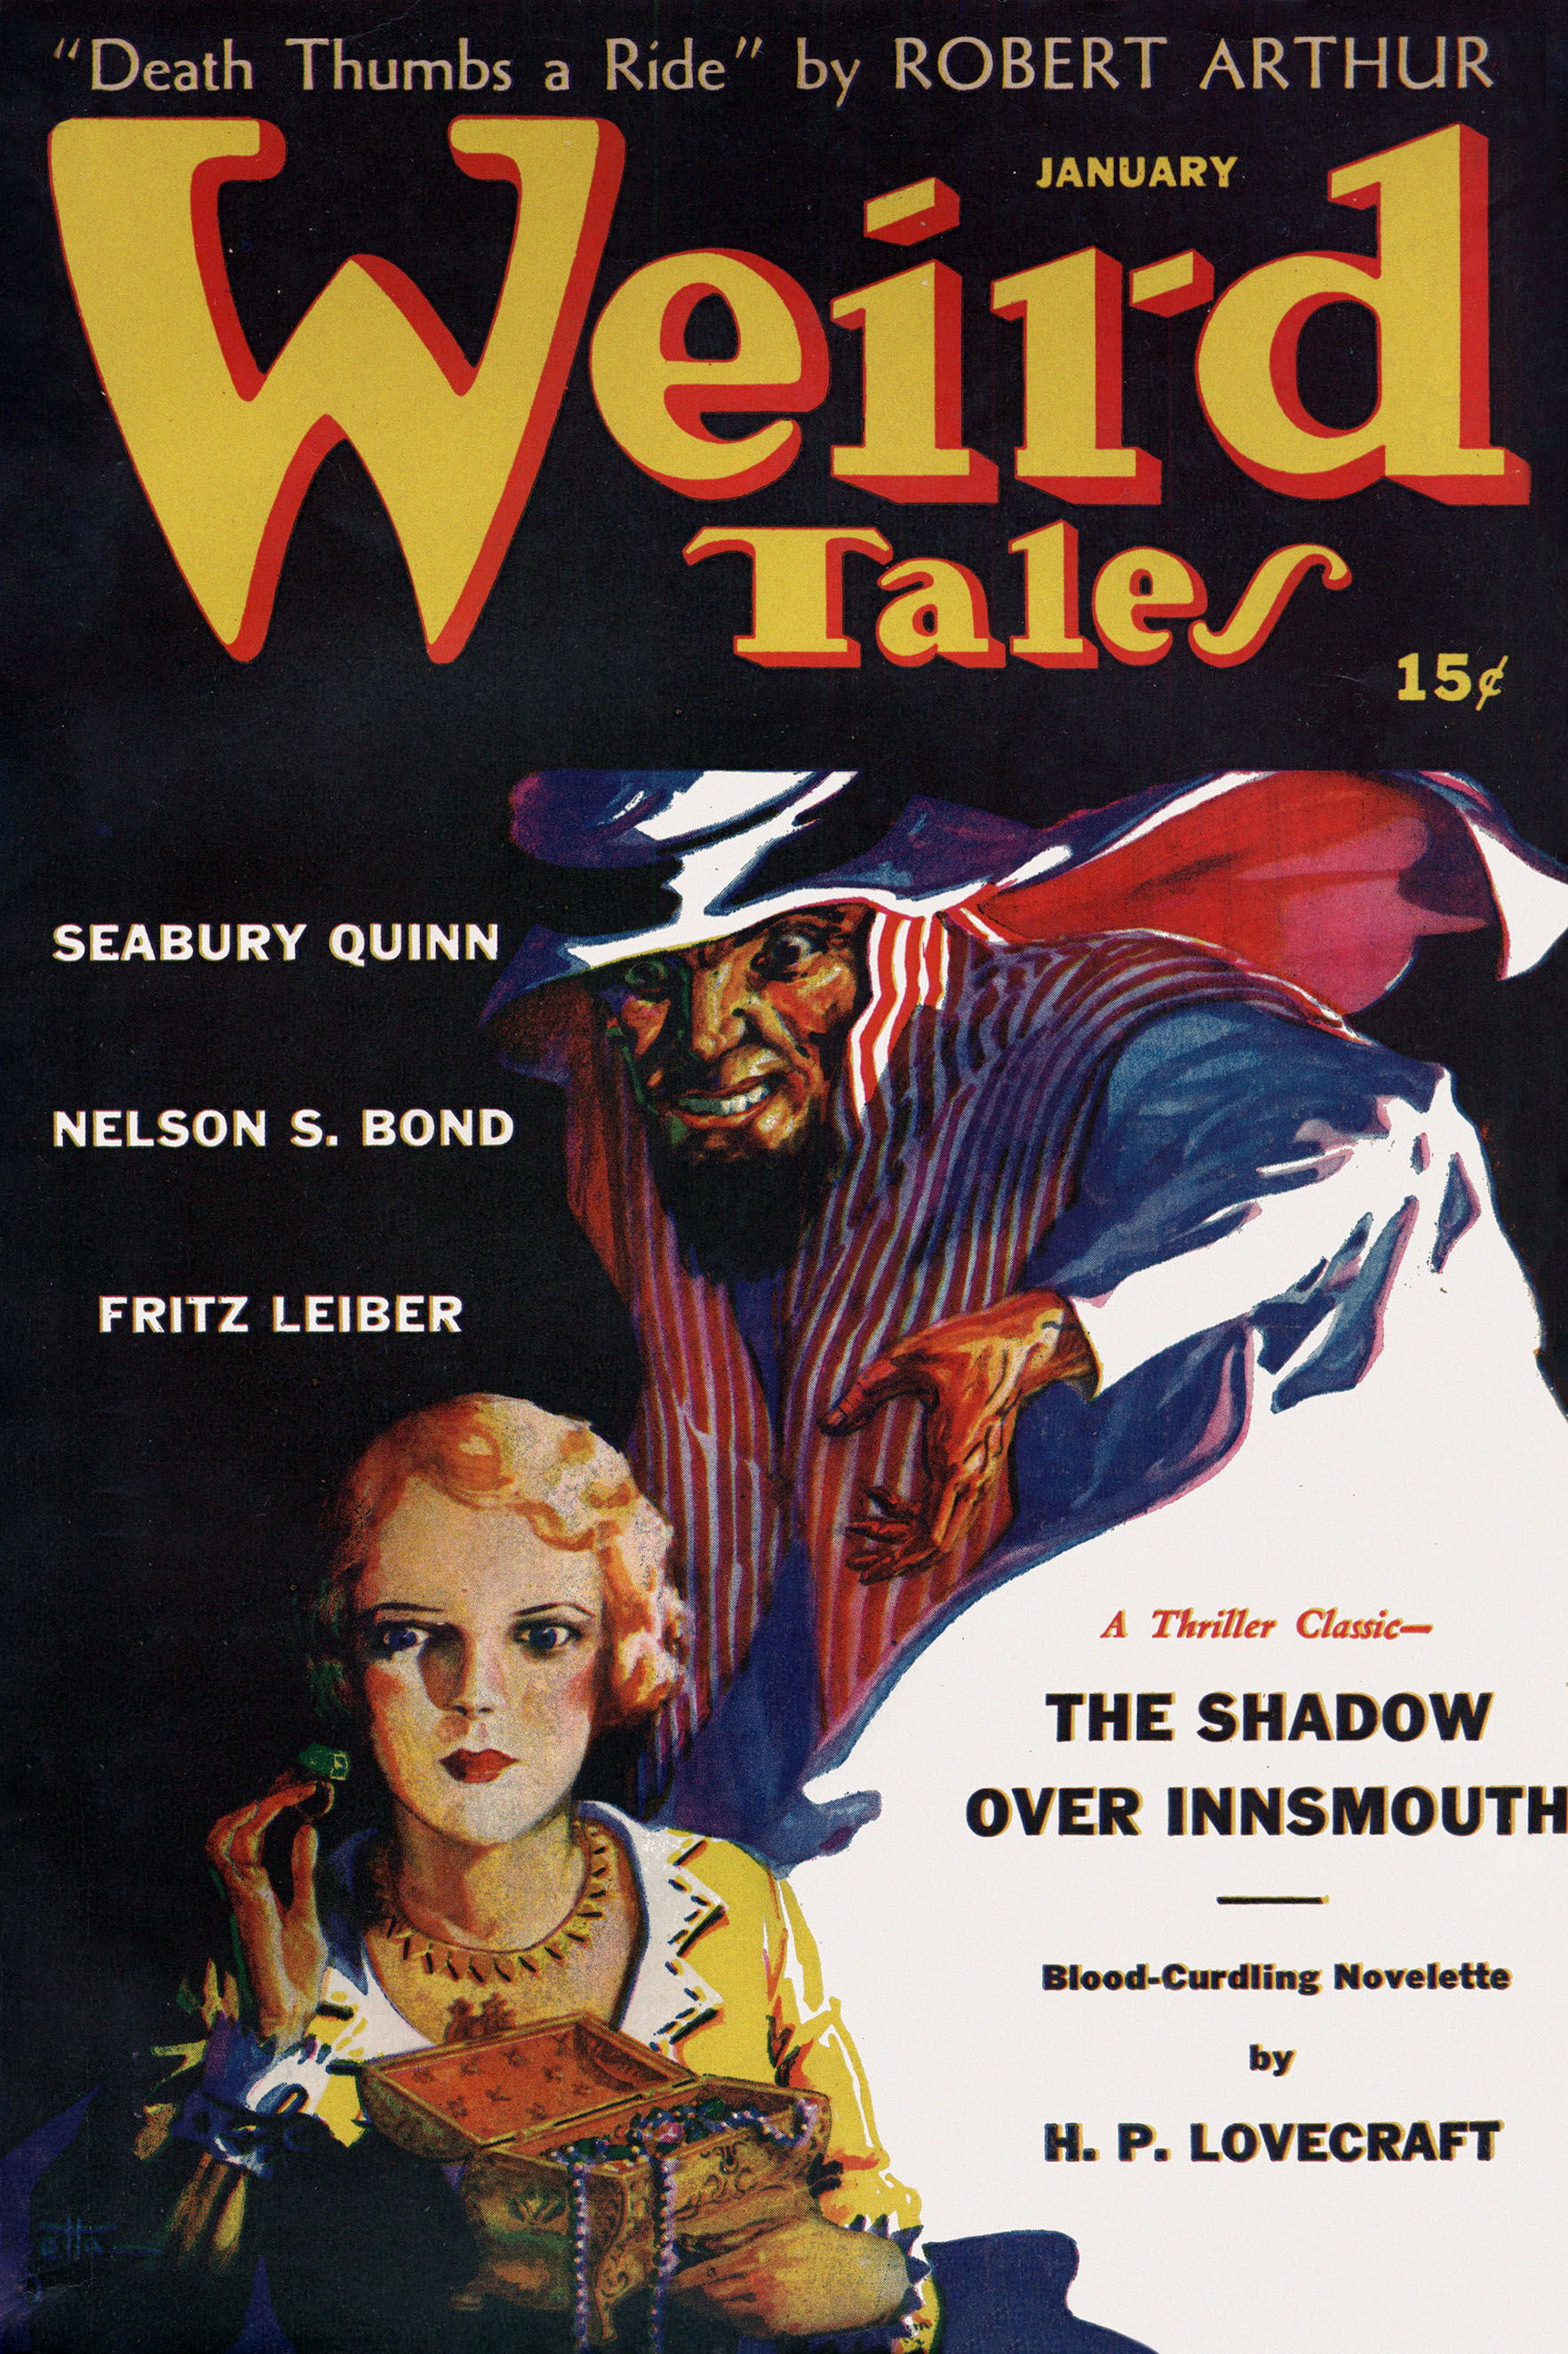 “Death Thumbs a Ride” by ROBERT ARTHUR
JANUARY
Weird
Tales
15¢
SEABURY QUINN
NELSON S. BOND
FRITZ LEIBER
A Thriller Classic—
THE SHADOW
OVER INNSMOUTH
Blood-Curdling Novelette
by
H. P. LOVECRAFT